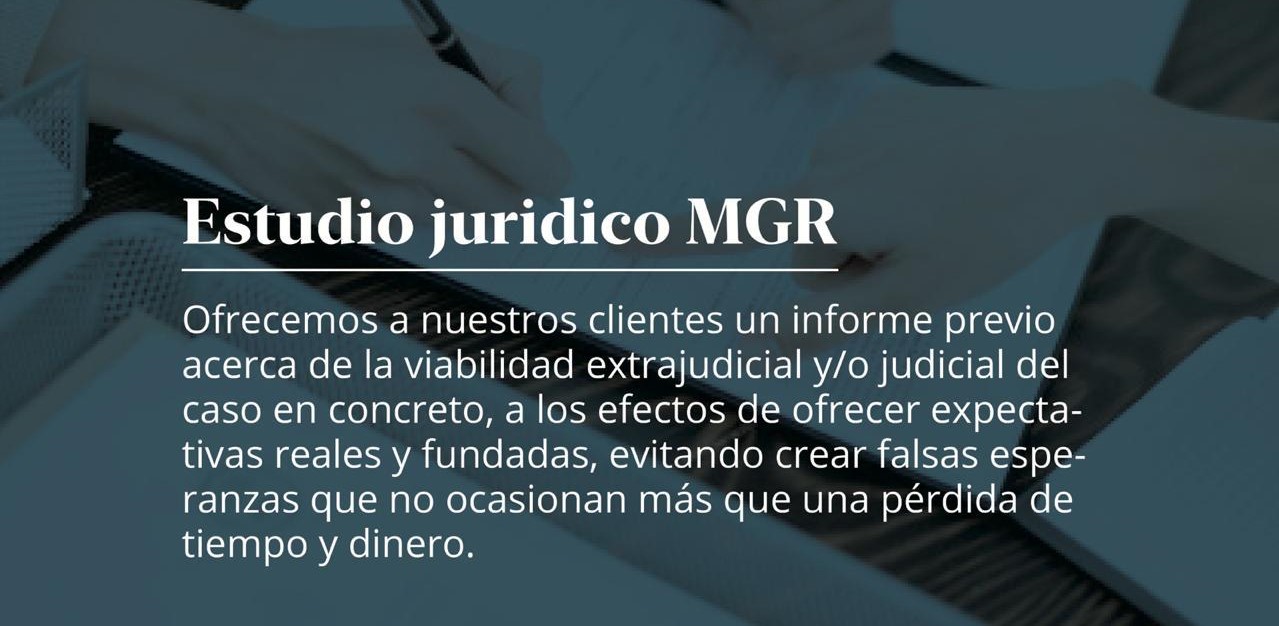 Estudio juridico MGR
Ofrecemos a nuestros clientes un informe previo
acerca de la viabilidad extrajudicial y/o judicial del
caso en concreto, a los efectos de ofrecer expecta-
tivas reales y fundadas, evitando crear falsas espe-
ranzas que no ocasionan más que una pérdida de
tiempo y dinero.